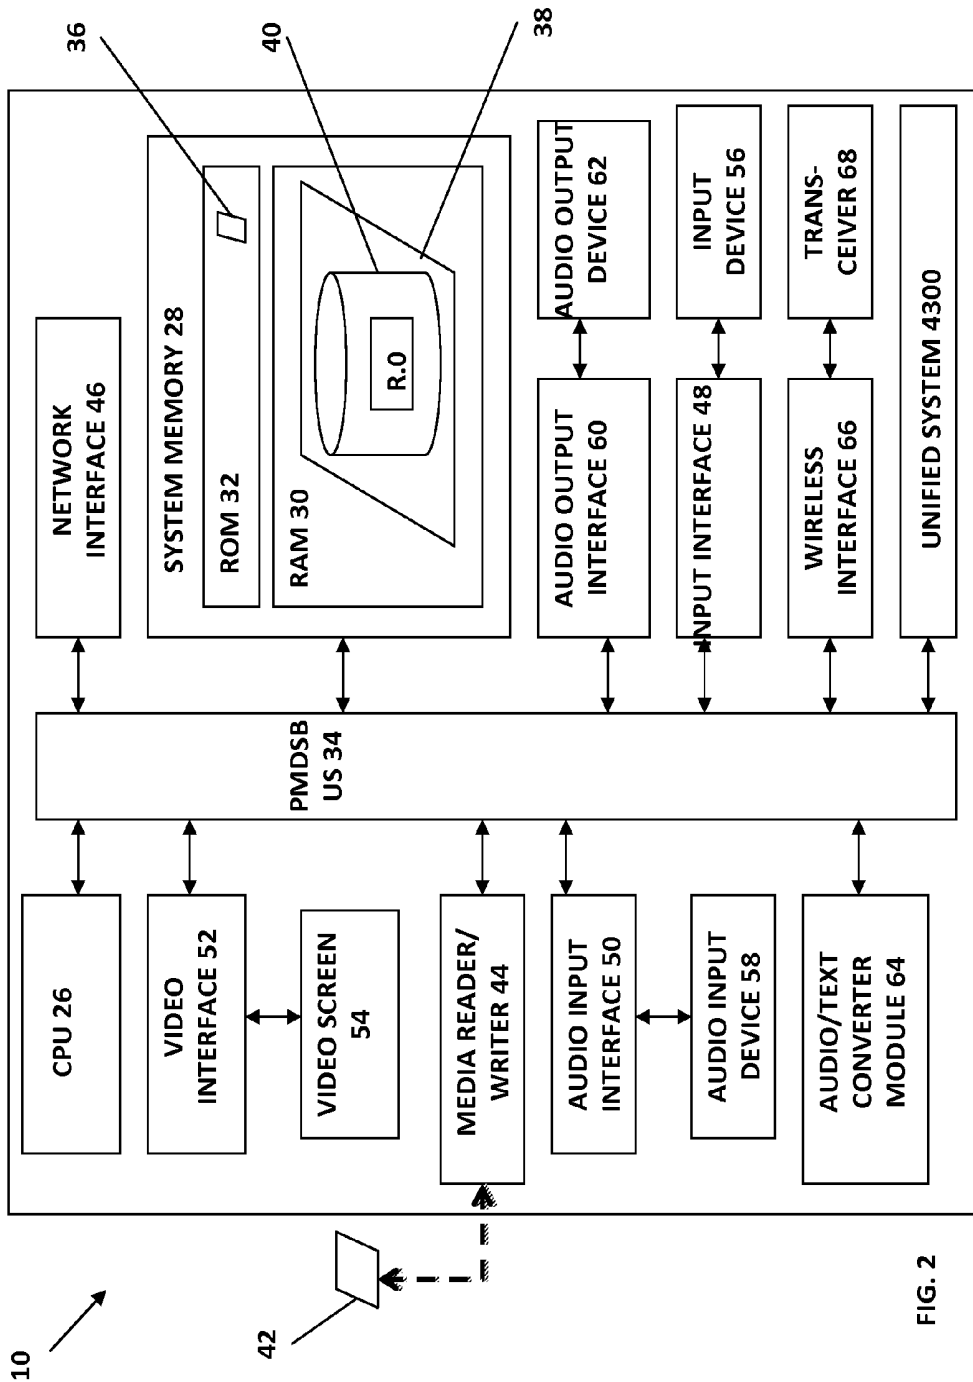 10
42
CPU 26
VIDEO
INTERFACE 52
VIDEO SCREEN
54
MEDIA READER/
WRITER 44
AUDIO INPUT
INTERFACE 50
AUDIO INPUT
DEVICE 58
AUDIO/TEXT
CONVERTER
MODULE 64
PMDSB
US 34
NETWORK
INTERFACE 46
SYSTEM MEMORY 28
ROM 32
RAM 30
R.0
36
40
38
AUDIO OUTPUT
INTERFACE 60
AUDIO OUTPUT
DEVICE 62
INPUT INTERFACE 48
INPUT
DEVICE 56
WIRELESS
INTERFACE 66
TRANS-
CEIVER 68
UNIFIED SYSTEM 4300
FIG. 2